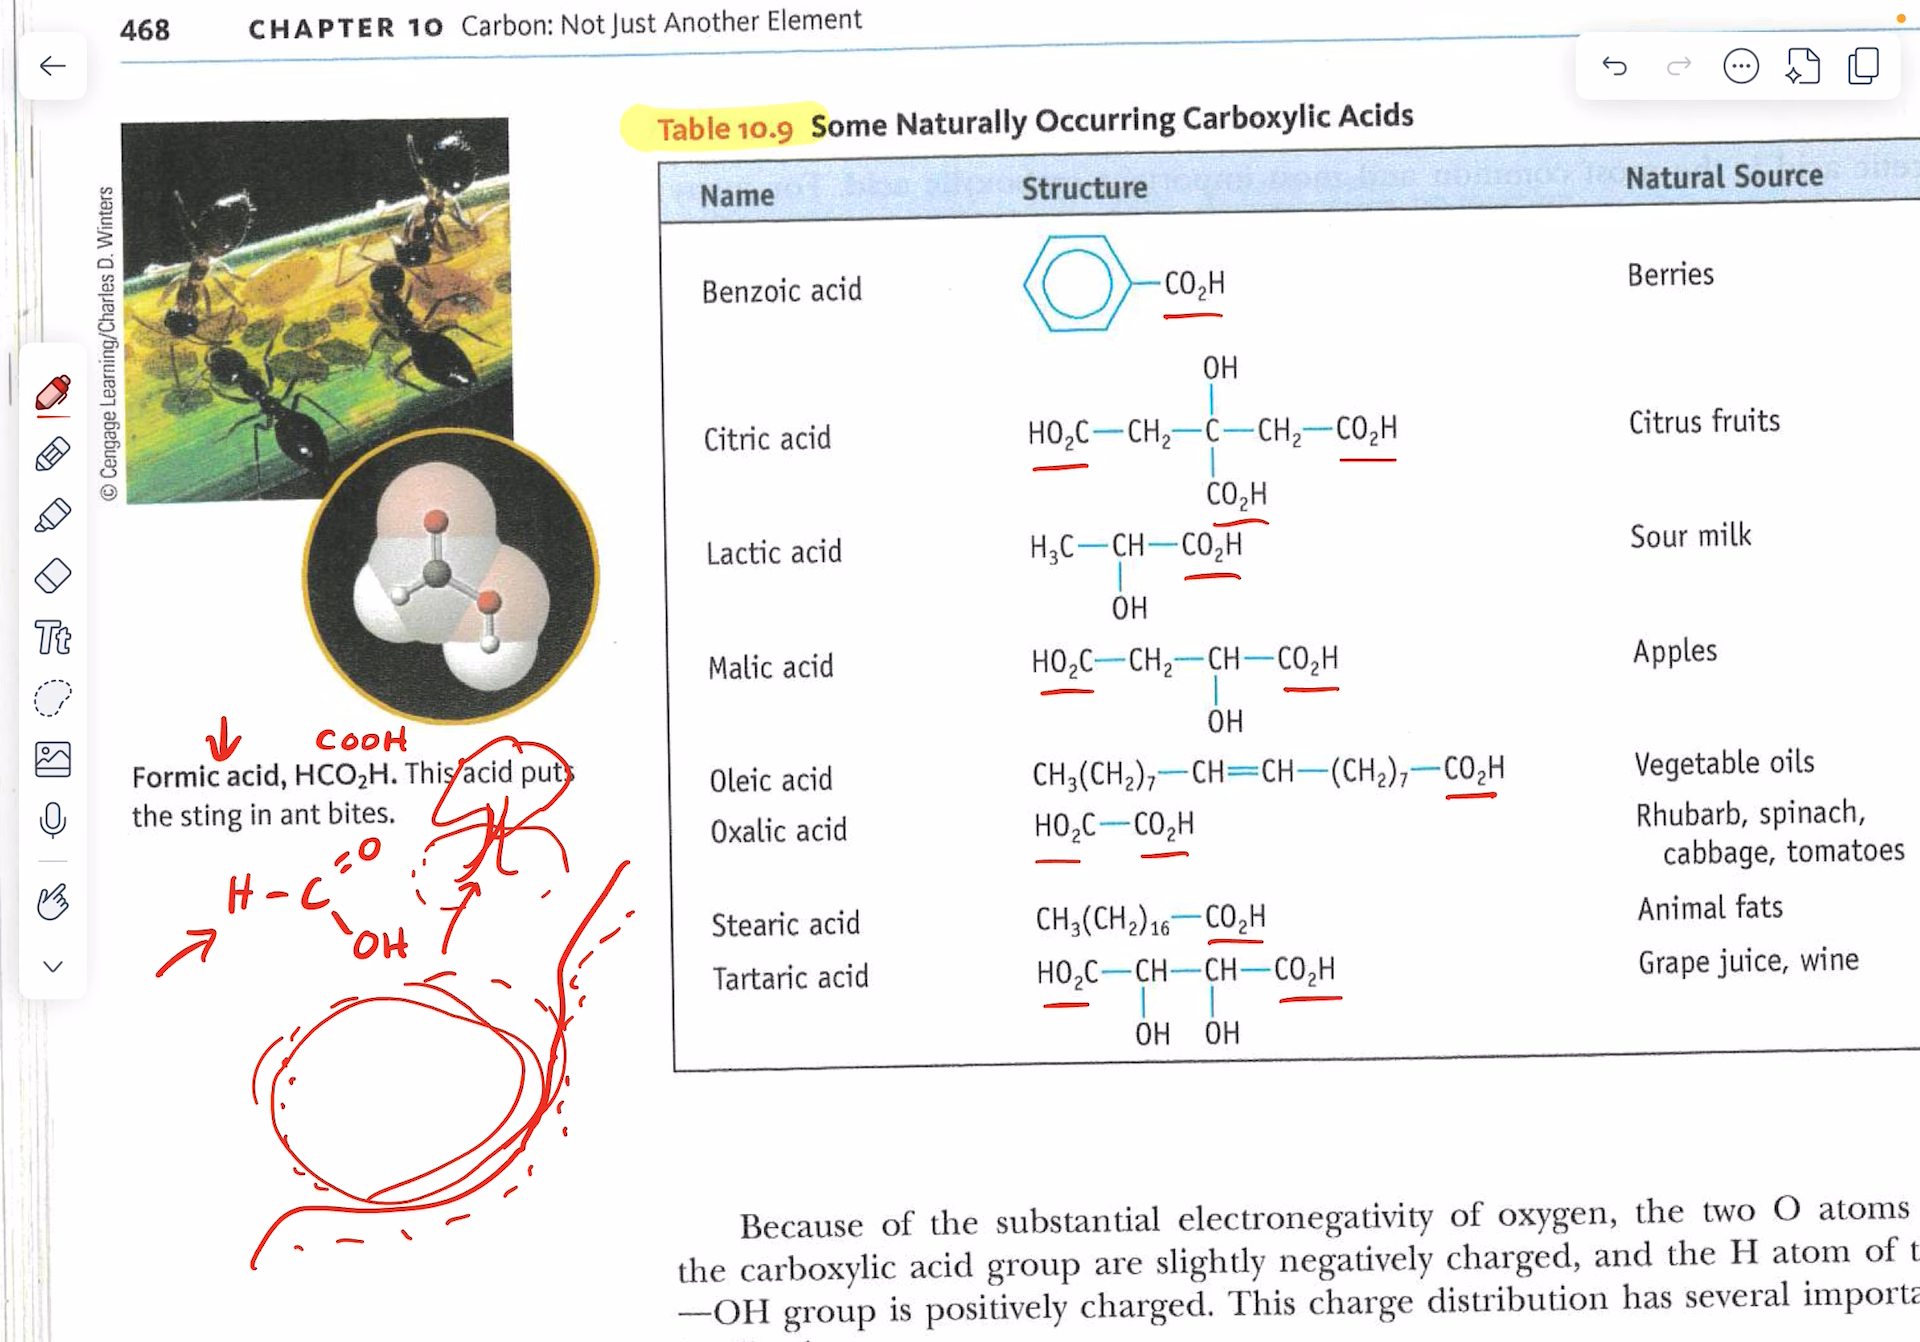 468 CHAPTER 10 Carbon: Not Just Another Element
© Cengage Learning/Charles D. Winters
Table 10.9 Some Naturally Occurring Carboxylic Acids
Name Structure Natural Source
Benzoic acid —CO₂H Berries
OH
Citric acid HO₂C—CH₂—C—CH₂—CO₂H Citrus fruits
CO₂H
Lactic acid H₃C—CH—CO₂H Sour milk
OH
Malic acid HO₂C—CH₂—CH—CO₂H Apples
OH
Oleic acid CH₃(CH₂)₇—CH=CH—(CH₂)₇—CO₂H Vegetable oils
Oxalic acid HO₂C—CO₂H Rhubarb, spinach,
cabbage, tomatoes
Stearic acid CH₃(CH₂)₁₆—CO₂H Animal fats
Tartaric acid HO₂C—CH—CH—CO₂H Grape juice, wine
OH OH
COOH
Formic acid, HCO₂H. This acid puts
the sting in ant bites.
O
H-C
OH
Tt
Because of the substantial electronegativity of oxygen, the two O atoms
the carboxylic acid group are slightly negatively charged, and the H atom of
—OH group is positively charged. This charge distribution has several